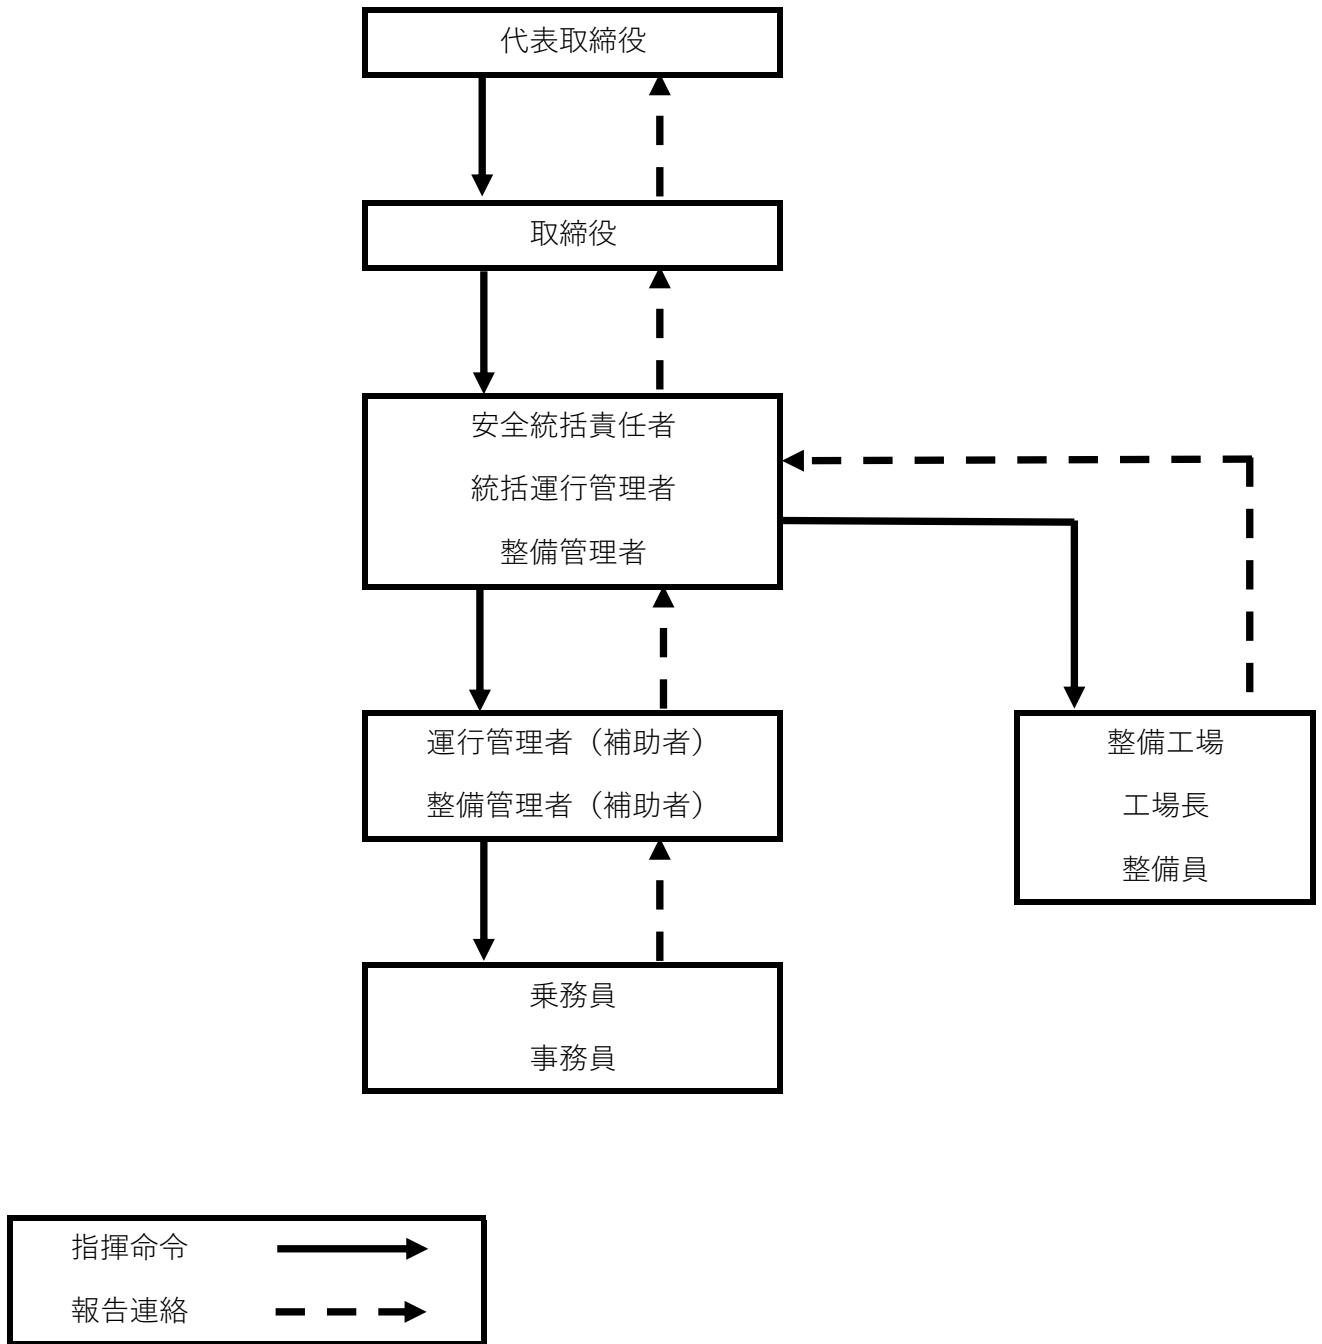 代表取締役
取締役
安全統括責任者
統括運行管理者
整備管理者
運行管理者（補助者）
整備管理者（補助者）
整備工場
工場長
整備員
乗務員
事務員
指揮命令
報告連絡